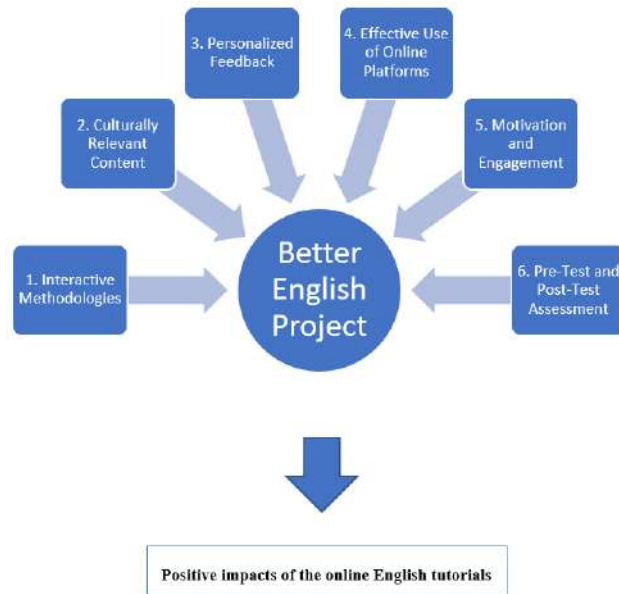 1. Interactive
Methodologies
2. Culturally
Relevant
Content
3. Personalized
Feedback
4. Effective Use
of Online
Platforms
5. Motivation
and
Engagement
6. Pre-Test and
Post-Test
Assessment
Better
English
Project
Positive impacts of the online English tutorials